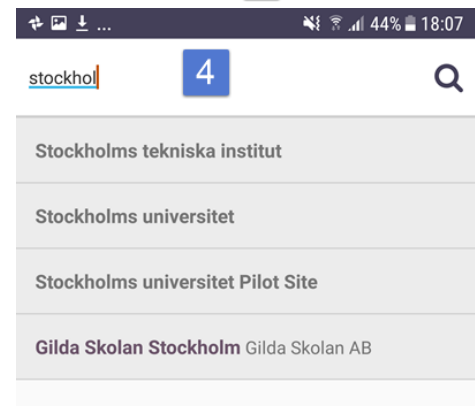 ... 44% 18:07
stockhol 4
Stockholms tekniska institut
Stockholms universitet
Stockholms universitet Pilot Site
Gilda Skolan Stockholm Gilda Skolan AB